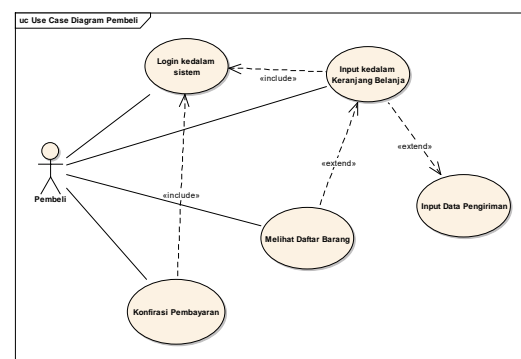 uc Use Case Diagram Pembeli
Login kedalam
sistem
Input kedalam
Keranjang Belanja
«include»
«extend»
Pembeli
«include»
Input Data Pengiriman
Melihat Daftar Barang
«extend»
Konfirasi Pembayaran